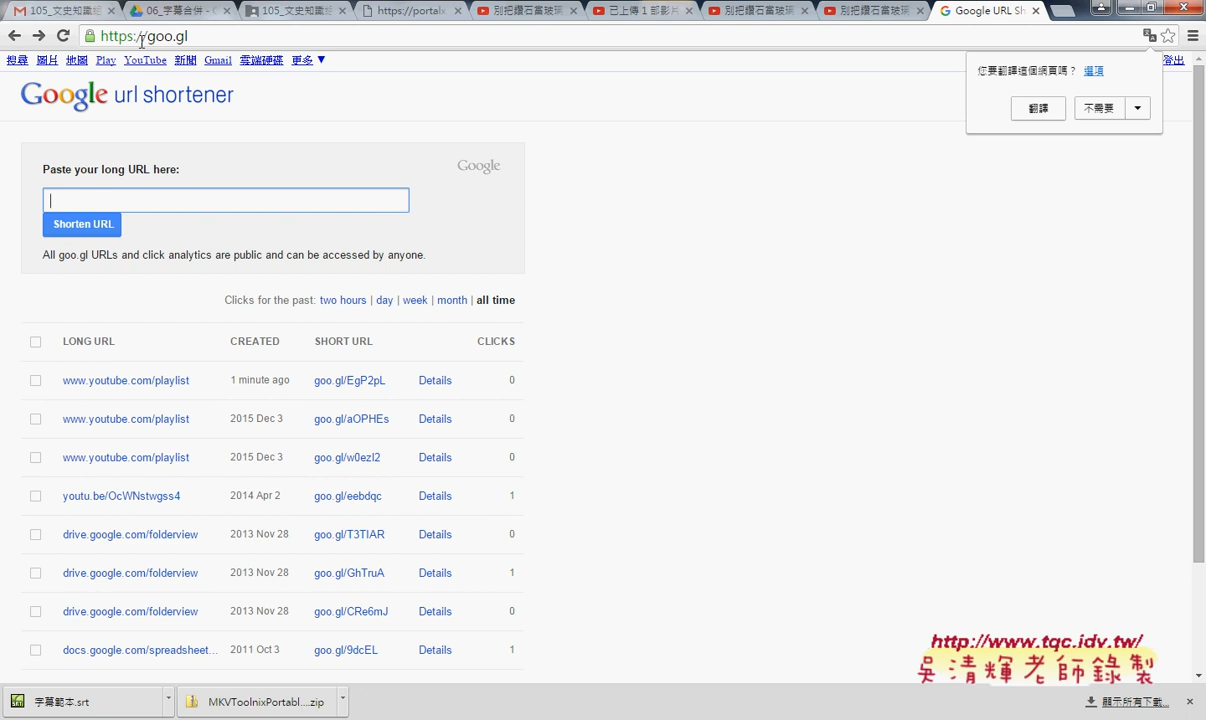 105_文史知識經
06_字幕合併 - G
105_文史知識經
https://portalx
別把鑽石當玻璃
已上傳 1 部影片
別把鑽石當玻璃
別把鑽石當玻璃
Google URL Sh
https://goo.gl
搜尋 圖片 地圖 Play YouTube 新聞 Gmail 雲端硬碟 更多 ▼
登出
您要翻譯這個網頁嗎？ 選項
翻譯 不需要
Google url shortener
Paste your long URL here:
Google
Shorten URL
All goo.gl URLs and click analytics are public and can be accessed by anyone.
Clicks for the past: two hours | day | week | month | all time
LONG URL CREATED SHORT URL CLICKS
www.youtube.com/playlist 1 minute ago goo.gl/EgP2pL Details 0
www.youtube.com/playlist 2015 Dec 3 goo.gl/aOPHEs Details 0
www.youtube.com/playlist 2015 Dec 3 goo.gl/w0ezI2 Details 0
youtu.be/OcWNstwgss4 2014 Apr 2 goo.gl/eebdqc Details 1
drive.google.com/folderview 2013 Nov 28 goo.gl/T3TIAR Details 0
drive.google.com/folderview 2013 Nov 28 goo.gl/GhTruA Details 1
drive.google.com/folderview 2013 Nov 28 goo.gl/CRe6mJ Details 0
docs.google.com/spreadsheet... 2011 Oct 3 goo.gl/9dcEL Details 1
http://www.tqc.idv.tw/
吳清輝老師錄製
字幕範本.srt
MKVToolnixPortabl....zip
顯示所有下載...